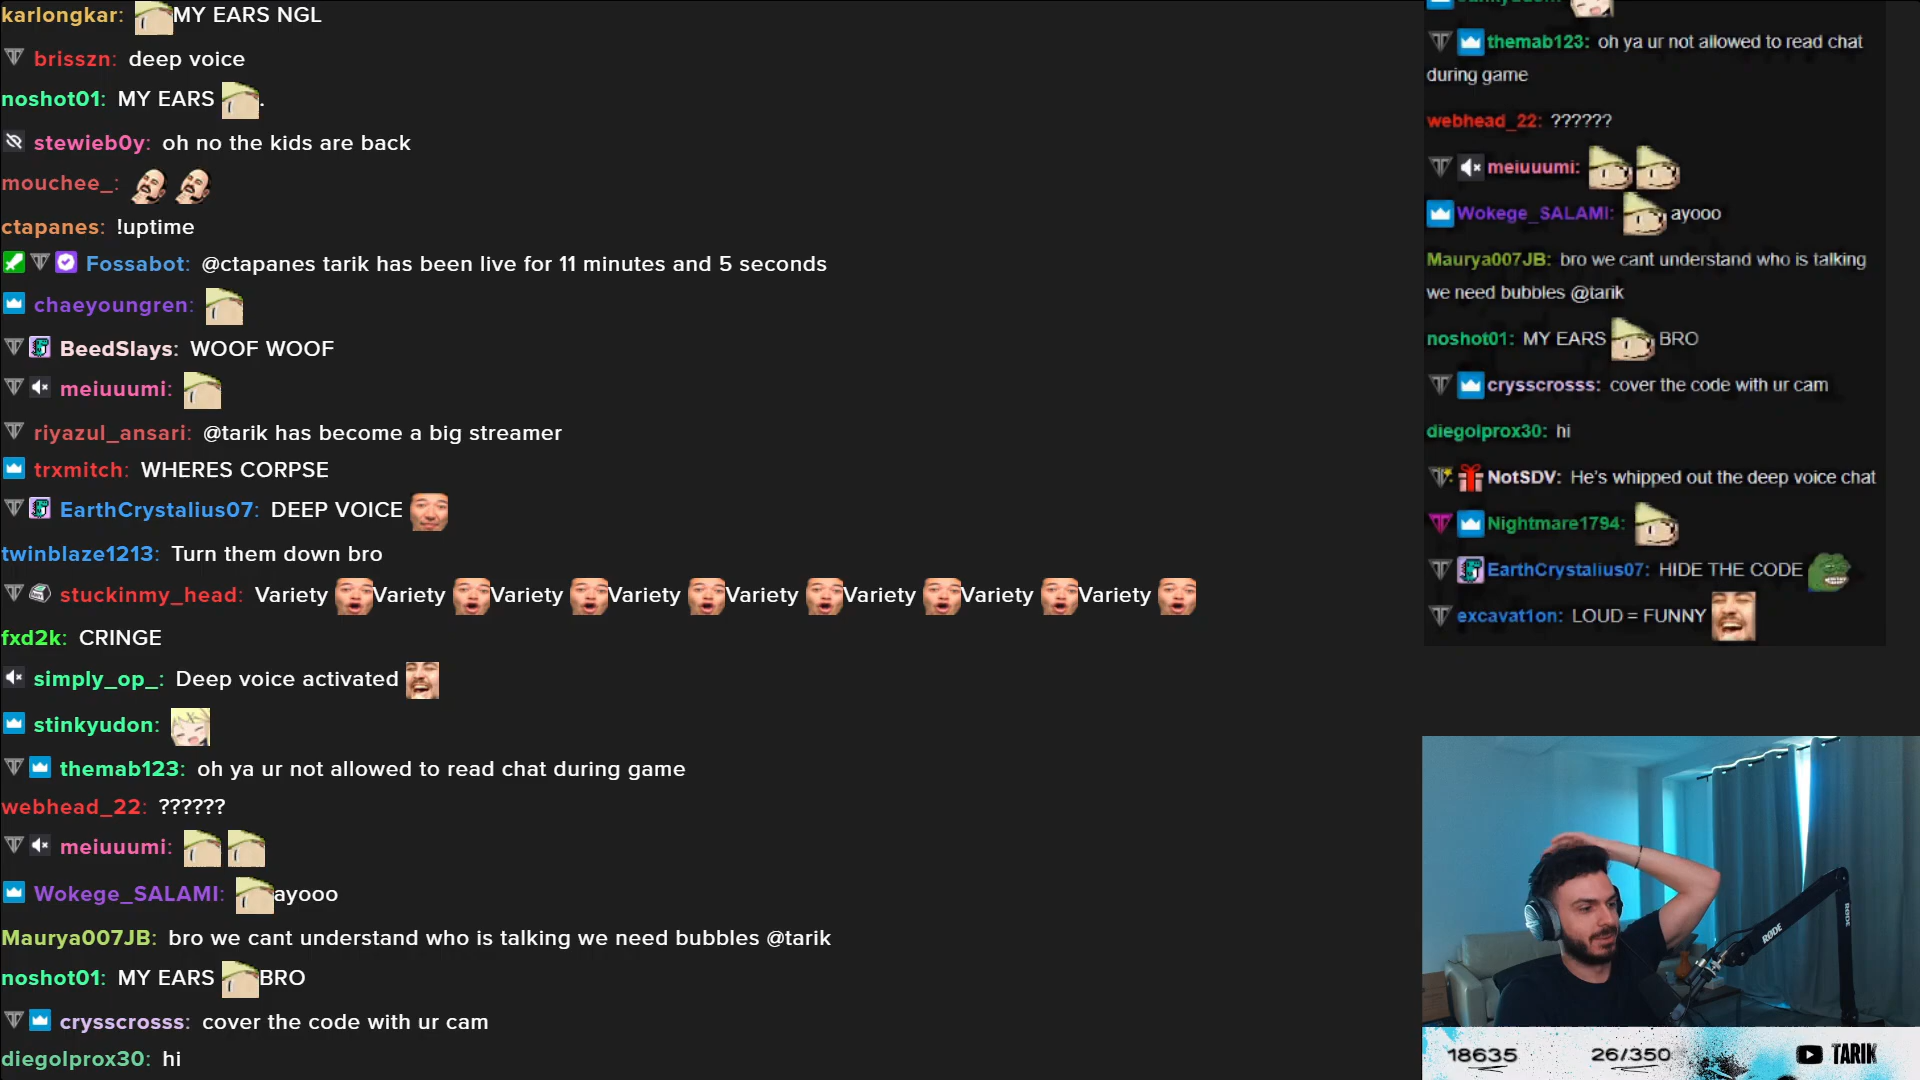 karlongkar: MY EARS NGL
brisszn: deep voice
noshot01: MY EARS .
stewieb0y: oh no the kids are back
mouchee_:
ctapanes: !uptime
Fossabot: @ctapanes tarik has been live for 11 minutes and 5 seconds
chaeyoungren:
BeedSlays: WOOF WOOF
meiuuumi:
riyazul_ansari: @tarik has become a big streamer
trxmitch: WHERES CORPSE
EarthCrystalius07: DEEP VOICE
twinblaze1213: Turn them down bro
stuckinmy_head: Variety Variety Variety Variety Variety Variety Variety Variety
fxd2k: CRINGE
simply_op_: Deep voice activated
stinkyudon:
themab123: oh ya ur not allowed to read chat during game
webhead_22: ??????
meiuuumi:
Wokege_SALAMI: ayooo
Maurya007JB: bro we cant understand who is talking we need bubbles @tarik
noshot01: MY EARS BRO
crysscrosss: cover the code with ur cam
diegolprox30: hi
themab123: oh ya ur not allowed to read chat
during game
webhead_22: ??????
meiuuumi:
Wokege_SALAMI: ayooo
Maurya007JB: bro we cant understand who is talking
we need bubbles @tarik
noshot01: MY EARS BRO
crysscrosss: cover the code with ur cam
diegolprox30: hi
NotSDV: He's whipped out the deep voice chat
Nightmare1794:
EarthCrystalius07: HIDE THE CODE
excavat1on: LOUD = FUNNY
RØDE
RØDE
18635 26/350 TARIK